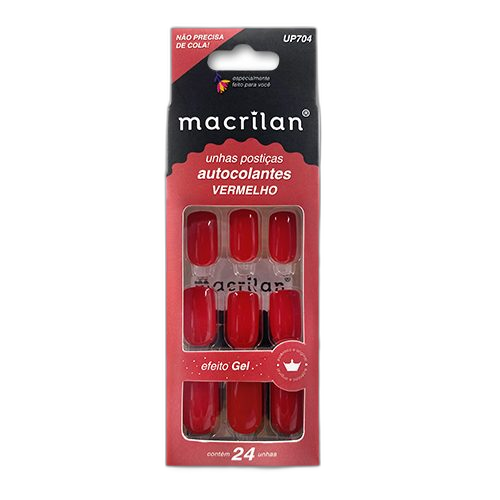 NÃO PRECISA
DE COLA!
UP704
especialmente
feito para você
macrilan®
unhas postiças
autocolantes
VERMELHO
macrilan
efeito Gel
contém 24 unhas